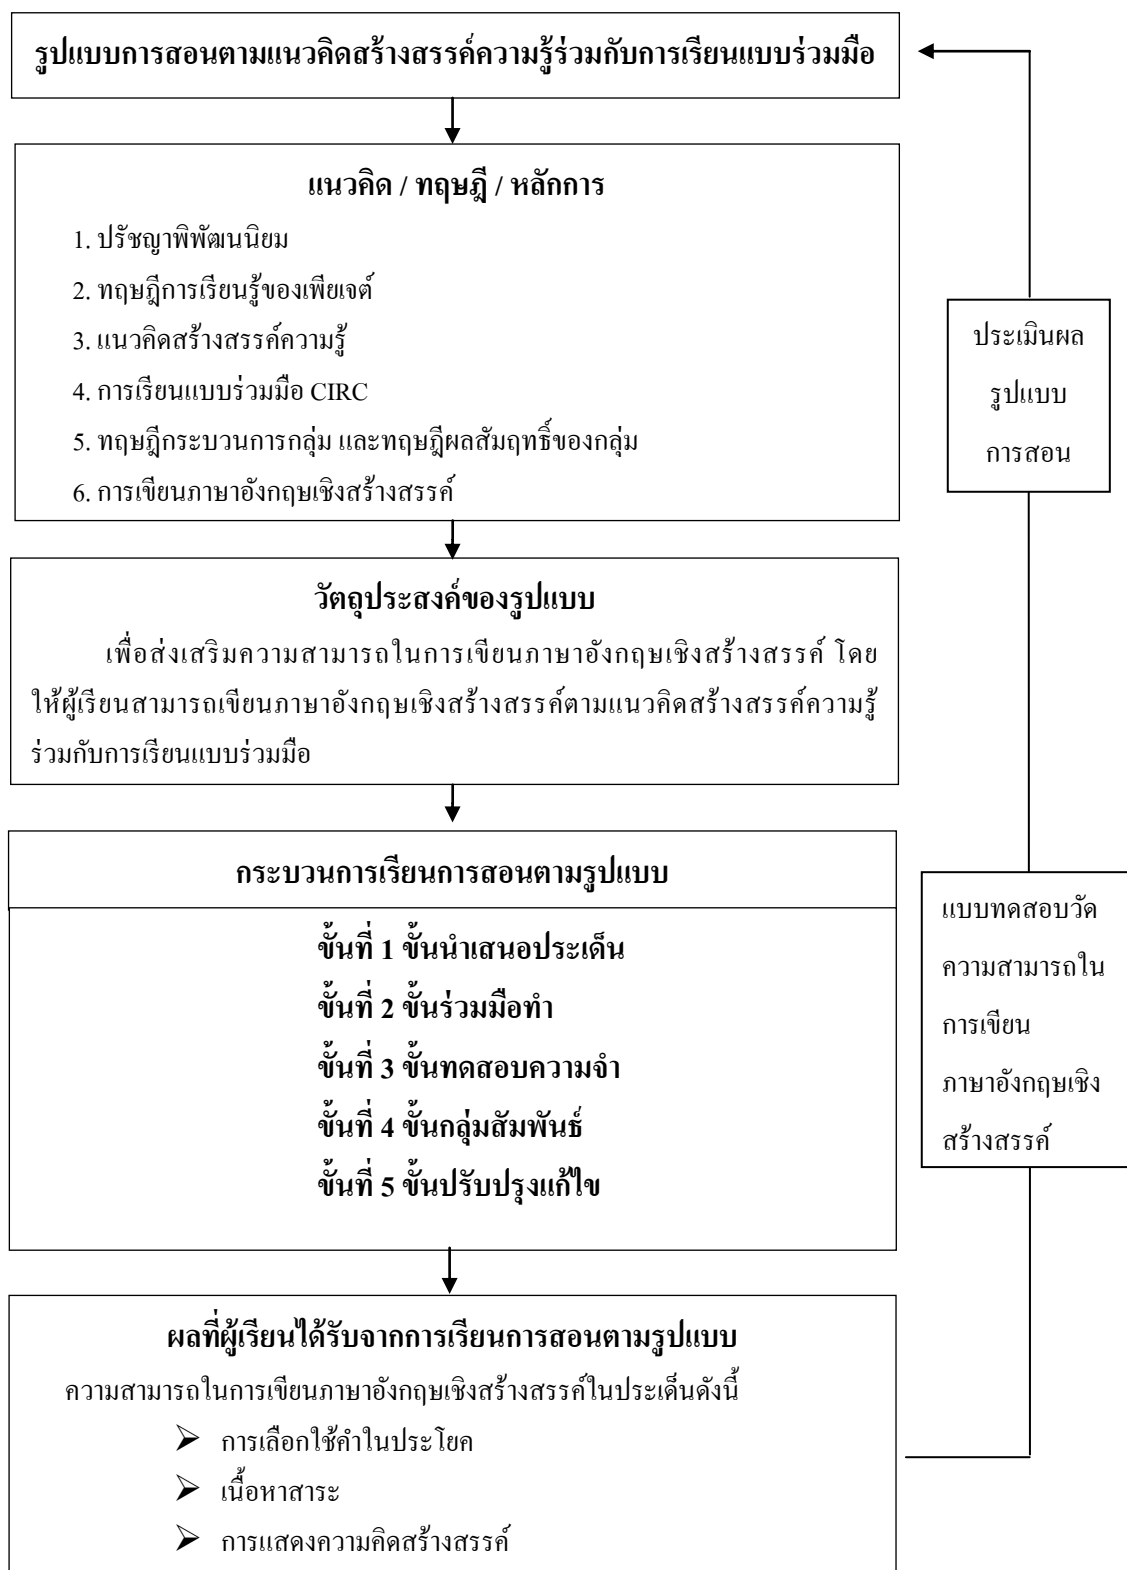 รูปแบบการสอนตามแนวคิดสร้างสรรค์ความรู้ร่วมกับการเรียนแบบร่วมมือ
แนวคิด / ทฤษฎี / หลักการ
1. ปรัชญาพิพัฒนนิยม
2. ทฤษฎีการเรียนรู้ของเพียเจต์
3. แนวคิดสร้างสรรค์ความรู้
4. การเรียนแบบร่วมมือ CIRC
5. ทฤษฎีกระบวนการกลุ่ม และทฤษฎีผลสัมฤทธิ์ของกลุ่ม
6. การเขียนภาษาอังกฤษเชิงสร้างสรรค์
วัตถุประสงค์ของรูปแบบ
เพื่อส่งเสริมความสามารถในการเขียนภาษาอังกฤษเชิงสร้างสรรค์ โดย
ให้ผู้เรียนสามารถเขียนภาษาอังกฤษเชิงสร้างสรรค์ตามแนวคิดสร้างสรรค์ความรู้
ร่วมกับการเรียนแบบร่วมมือ
กระบวนการเรียนการสอนตามรูปแบบ
ขั้นที่ 1 ขั้นนำเสนอประเด็น
ขั้นที่ 2 ขั้นร่วมมือทำ
ขั้นที่ 3 ขั้นทดสอบความจำ
ขั้นที่ 4 ขั้นกลุ่มสัมพันธ์
ขั้นที่ 5 ขั้นปรับปรุงแก้ไข
ผลที่ผู้เรียนได้รับจากการเรียนการสอนตามรูปแบบ
ความสามารถในการเขียนภาษาอังกฤษเชิงสร้างสรรค์ในประเด็นดังนี้
➢ การเลือกใช้คำในประโยค
➢ เนื้อหาสาระ
➢ การแสดงความคิดสร้างสรรค์
แบบทดสอบวัด
ความสามารถใน
การเขียน
ภาษาอังกฤษเชิง
สร้างสรรค์
ประเมินผล
รูปแบบ
การสอน